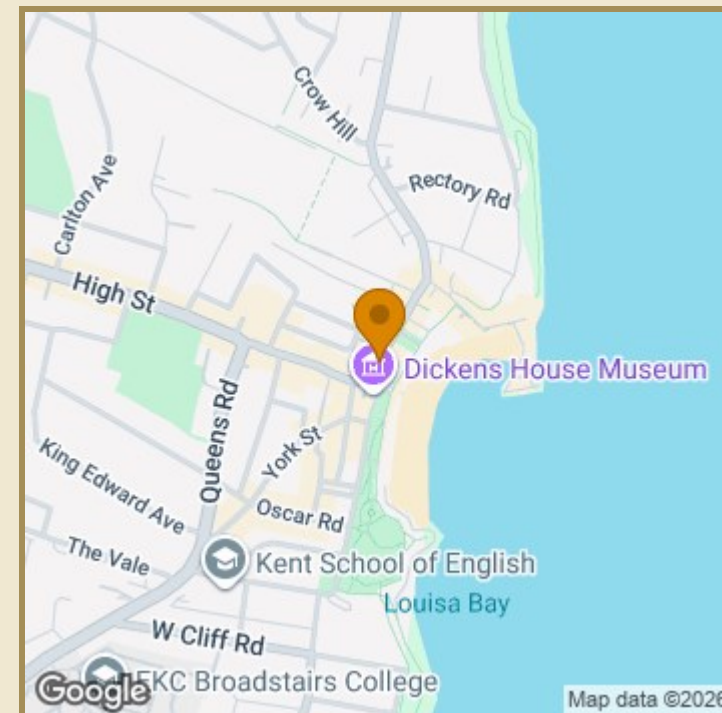 Crow Hill
Rectory Rd
Carlton Ave
High St
Dickens House Museum
Queens Rd
York St
King Edward Ave
Oscar Rd
The Vale
Kent School of English
Louisa Bay
W Cliff Rd
EKC Broadstairs College
Google
Map data ©2026